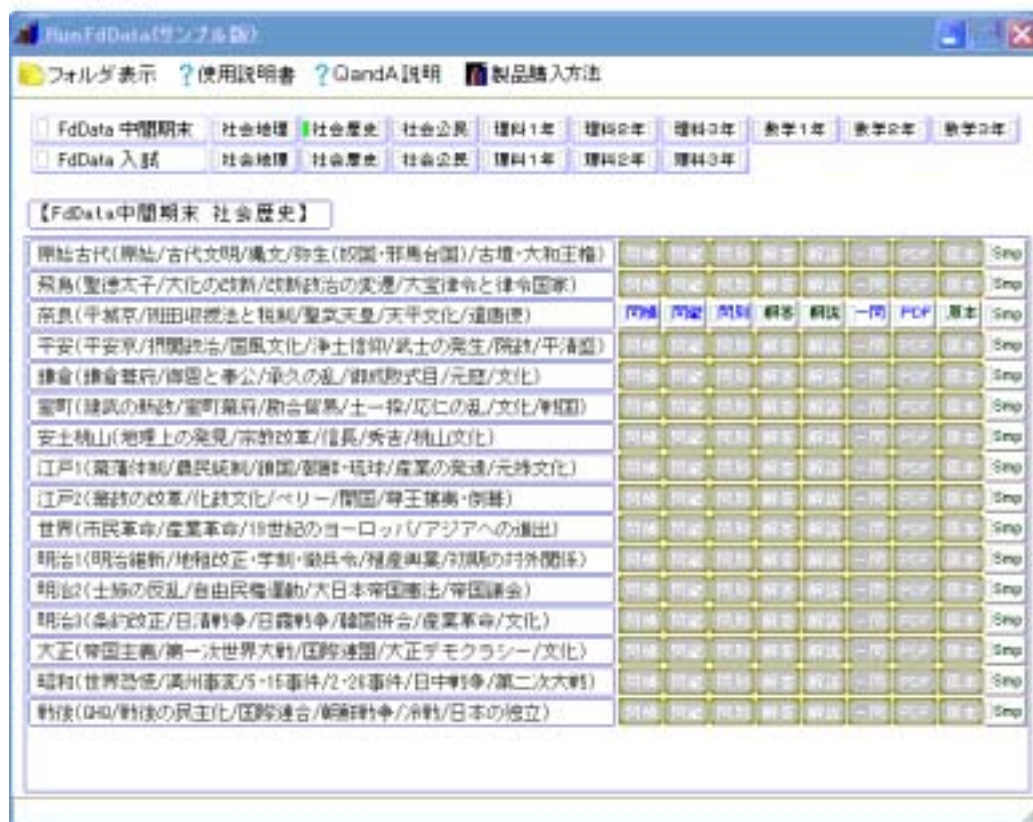 RunFdData(サンプル版)
フォルダ表示 ?使用説明書 ?QandA説明 製品購入方法
FdData 中間期末 社会地理 社会歴史 社会公民 理科1年 理科2年 理科3年 数学1年 数学2年 数学3年
FdData 入試 社会地理 社会歴史 社会公民 理科1年 理科2年 理科3年
【FdData中間期末 社会歴史】
原始古代(原始/古代文明/縄文/弥生(奴国・邪馬台国)/古墳・大和王権) Smp
飛鳥(聖徳太子/大化の改新/改新政治の変遷/大宝律令と律令国家) Smp
奈良(平城京/班田収授法と税制/聖武天皇/天平文化/遣唐使) 問横 問縦 問別 解答 解説 一問 PDF 原本 Smp
平安(平安京/摂関政治/国風文化/浄土信仰/武士の発生/院政/平清盛) Smp
鎌倉(鎌倉幕府/御恩と奉公/承久の乱/御成敗式目/元寇/文化) Smp
室町(建武の新政/室町幕府/勘合貿易/土一揆/応仁の乱/文化/戦国) Smp
安土桃山(地理上の発見/宗教改革/信長/秀吉/桃山文化) Smp
江戸1(幕藩体制/農民統制/鎖国/朝鮮・琉球/産業の発達/元禄文化) Smp
江戸2(幕政の改革/化政文化/ペリー/開国/尊王攘夷・倒幕) Smp
世界(市民革命/産業革命/19世紀のヨーロッパ/アジアへの進出) Smp
明治1(明治維新/地租改正・学制・徴兵令/殖産興業/初期の対外関係) Smp
明治2(士族の反乱/自由民権運動/大日本帝国憲法/帝国議会) Smp
明治3(条約改正/日清戦争/日露戦争/韓国併合/産業革命/文化) Smp
大正(帝国主義/第一次世界大戦/国際連盟/大正デモクラシー/文化) Smp
昭和(世界恐慌/満州事変/5・15事件/2・26事件/日中戦争/第二次大戦) Smp
戦後(GHQ/戦後の民主化/国際連合/朝鮮戦争/冷戦/日本の独立) Smp